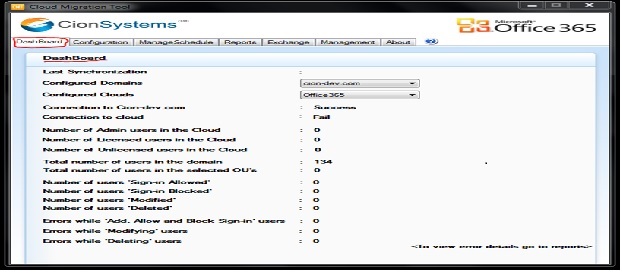 Cloud Migration Tool
CionSystems
Microsoft
Office 365
DashBoard Configuration ManageSchedule Reports Exchange Management About
DashBoard
Last Synchronization :
Configured Domains : cion-dev.com
Configured Clouds : Office 365
Connection to Cion-dev.com : Success
Connection to cloud : Fail
Number of Admin users in the Cloud : 0
Number of Licensed users in the Cloud : 0
Number of Unlicensed users in the Cloud : 0
Total number of users in the domain : 134
Total number of users in the selected OU's : 0
Number of users 'Sign-in Allowed' : 0
Number of users 'Sign-in Blocked' : 0
Number of users 'Modified' : 0
Number of users 'Deleted' : 0
Errors while 'Add, Allow and Block Sign-in' users : 0
Errors while 'Modifying' users : 0
Errors while 'Deleting' users : 0
<To view error details go to reports>